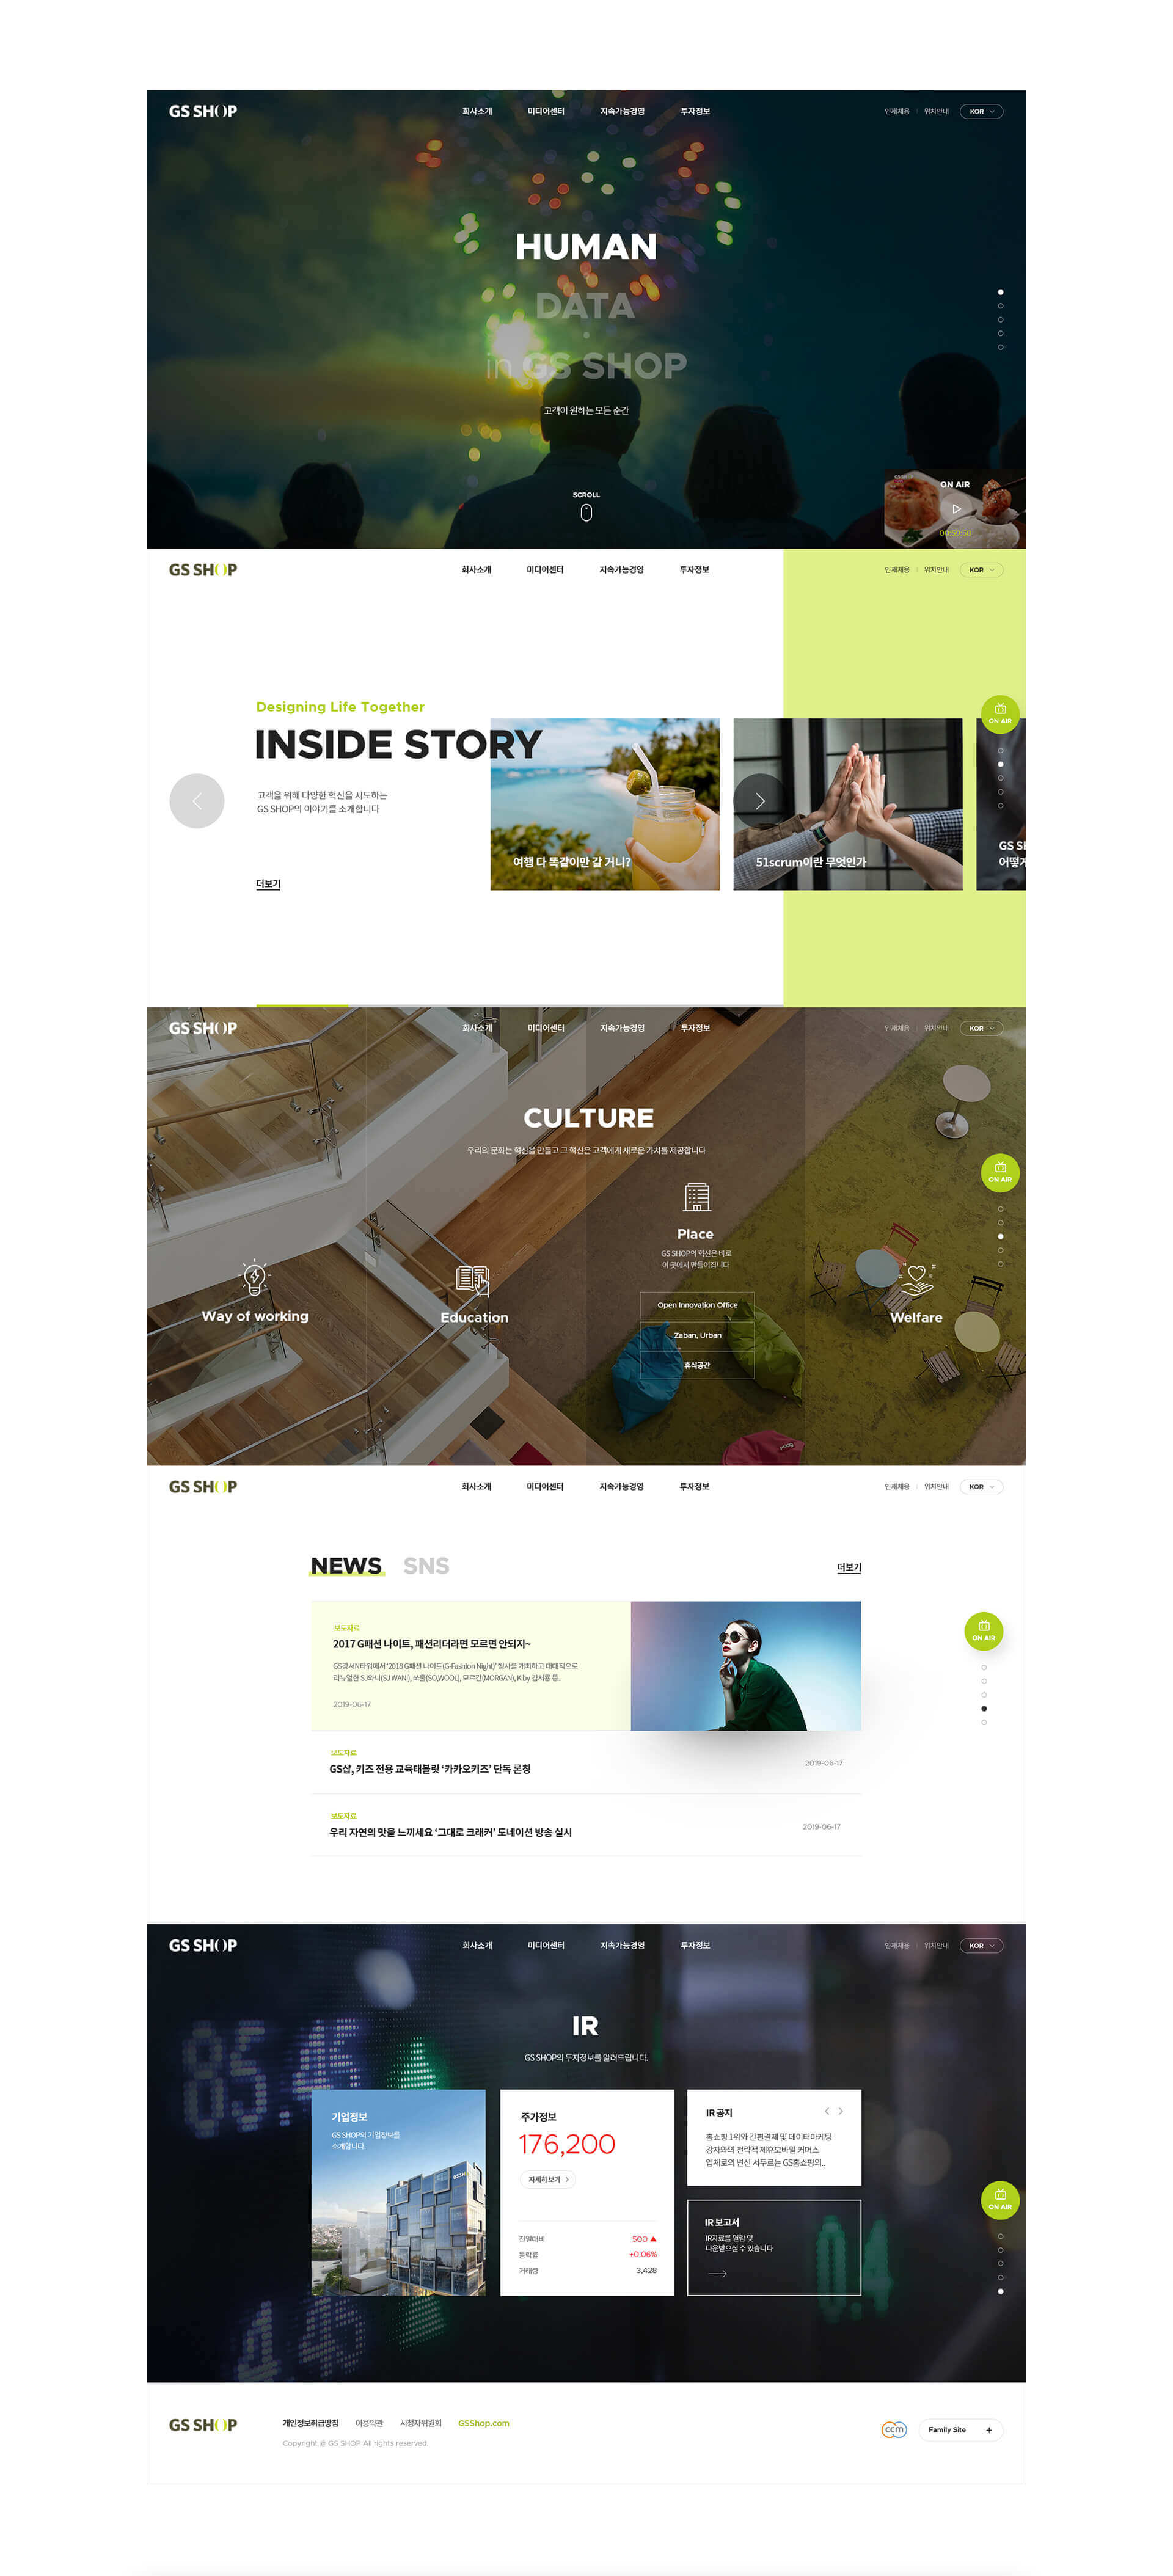 GS SHOP
회사소개 미디어센터 지속가능경영 투자정보
인재채용 위치안내 KOR
HUMAN
DATA
in GS SHOP
고객이 원하는 모든 순간
SCROLL
ON AIR
00:59:58
GS SHOP
회사소개 미디어센터 지속가능경영 투자정보
인재채용 위치안내 KOR
Designing Life Together
INSIDE STORY
고객을 위해 다양한 혁신을 시도하는
GS SHOP의 이야기를 소개합니다
더보기
여행 다 똑같이만 갈 거니?
51scrum이란 무엇인가
GS SH
어떻게
ON AIR
GS SHOP
회사소개 미디어센터 지속가능경영 투자정보
인재채용 위치안내 KOR
CULTURE
우리의 문화는 혁신을 만들고 그 혁신은 고객에게 새로운 가치를 제공합니다
ON AIR
Way of working
Education
Place
GS SHOP의 혁신은 바로
이 곳에서 만들어집니다
Open Innovation Office
Zaban, Urban
휴식공간
Welfare
GS SHOP
회사소개 미디어센터 지속가능경영 투자정보
인재채용 위치안내 KOR
NEWS SNS
더보기
보도자료
2017 G패션 나이트, 패션리더라면 모르면 안되지~
GS강서N타워에서 '2018 G패션 나이트(G-Fashion Night)' 행사를 개최하고 대대적으로
리뉴얼한 SJ와니(SJ WANI), 쏘울(SO,WOOL), 모르간(MORGAN), K by 김서룡 등..
2019-06-17
ON AIR
보도자료
GS샵, 키즈 전용 교육태블릿 ‘카카오키즈’ 단독 론칭
2019-06-17
보도자료
우리 자연의 맛을 느끼세요 ‘그대로 크래커’ 도네이션 방송 실시
2019-06-17
GS SHOP
회사소개 미디어센터 지속가능경영 투자정보
인재채용 위치안내 KOR
IR
GS SHOP의 투자정보를 알려드립니다.
기업정보
GS SHOP의 기업정보를
소개합니다.
주가정보
176,200
자세히 보기
전일대비 500 ▲
등락률 +0.06%
거래량 3,428
IR 공지
홈쇼핑 1위와 간편결제 및 데이터마케팅
강자와의 전략적 제휴모바일 커머스
업체로의 변신 서두르는 GS홈쇼핑의..
IR 보고서
IR자료를 열람 및
다운받으실 수 있습니다
ON AIR
GS SHOP
개인정보취급방침 이용약관 시청자위원회 GSShop.com
Copyright @ GS SHOP All rights reserved.
ccm
Family Site +